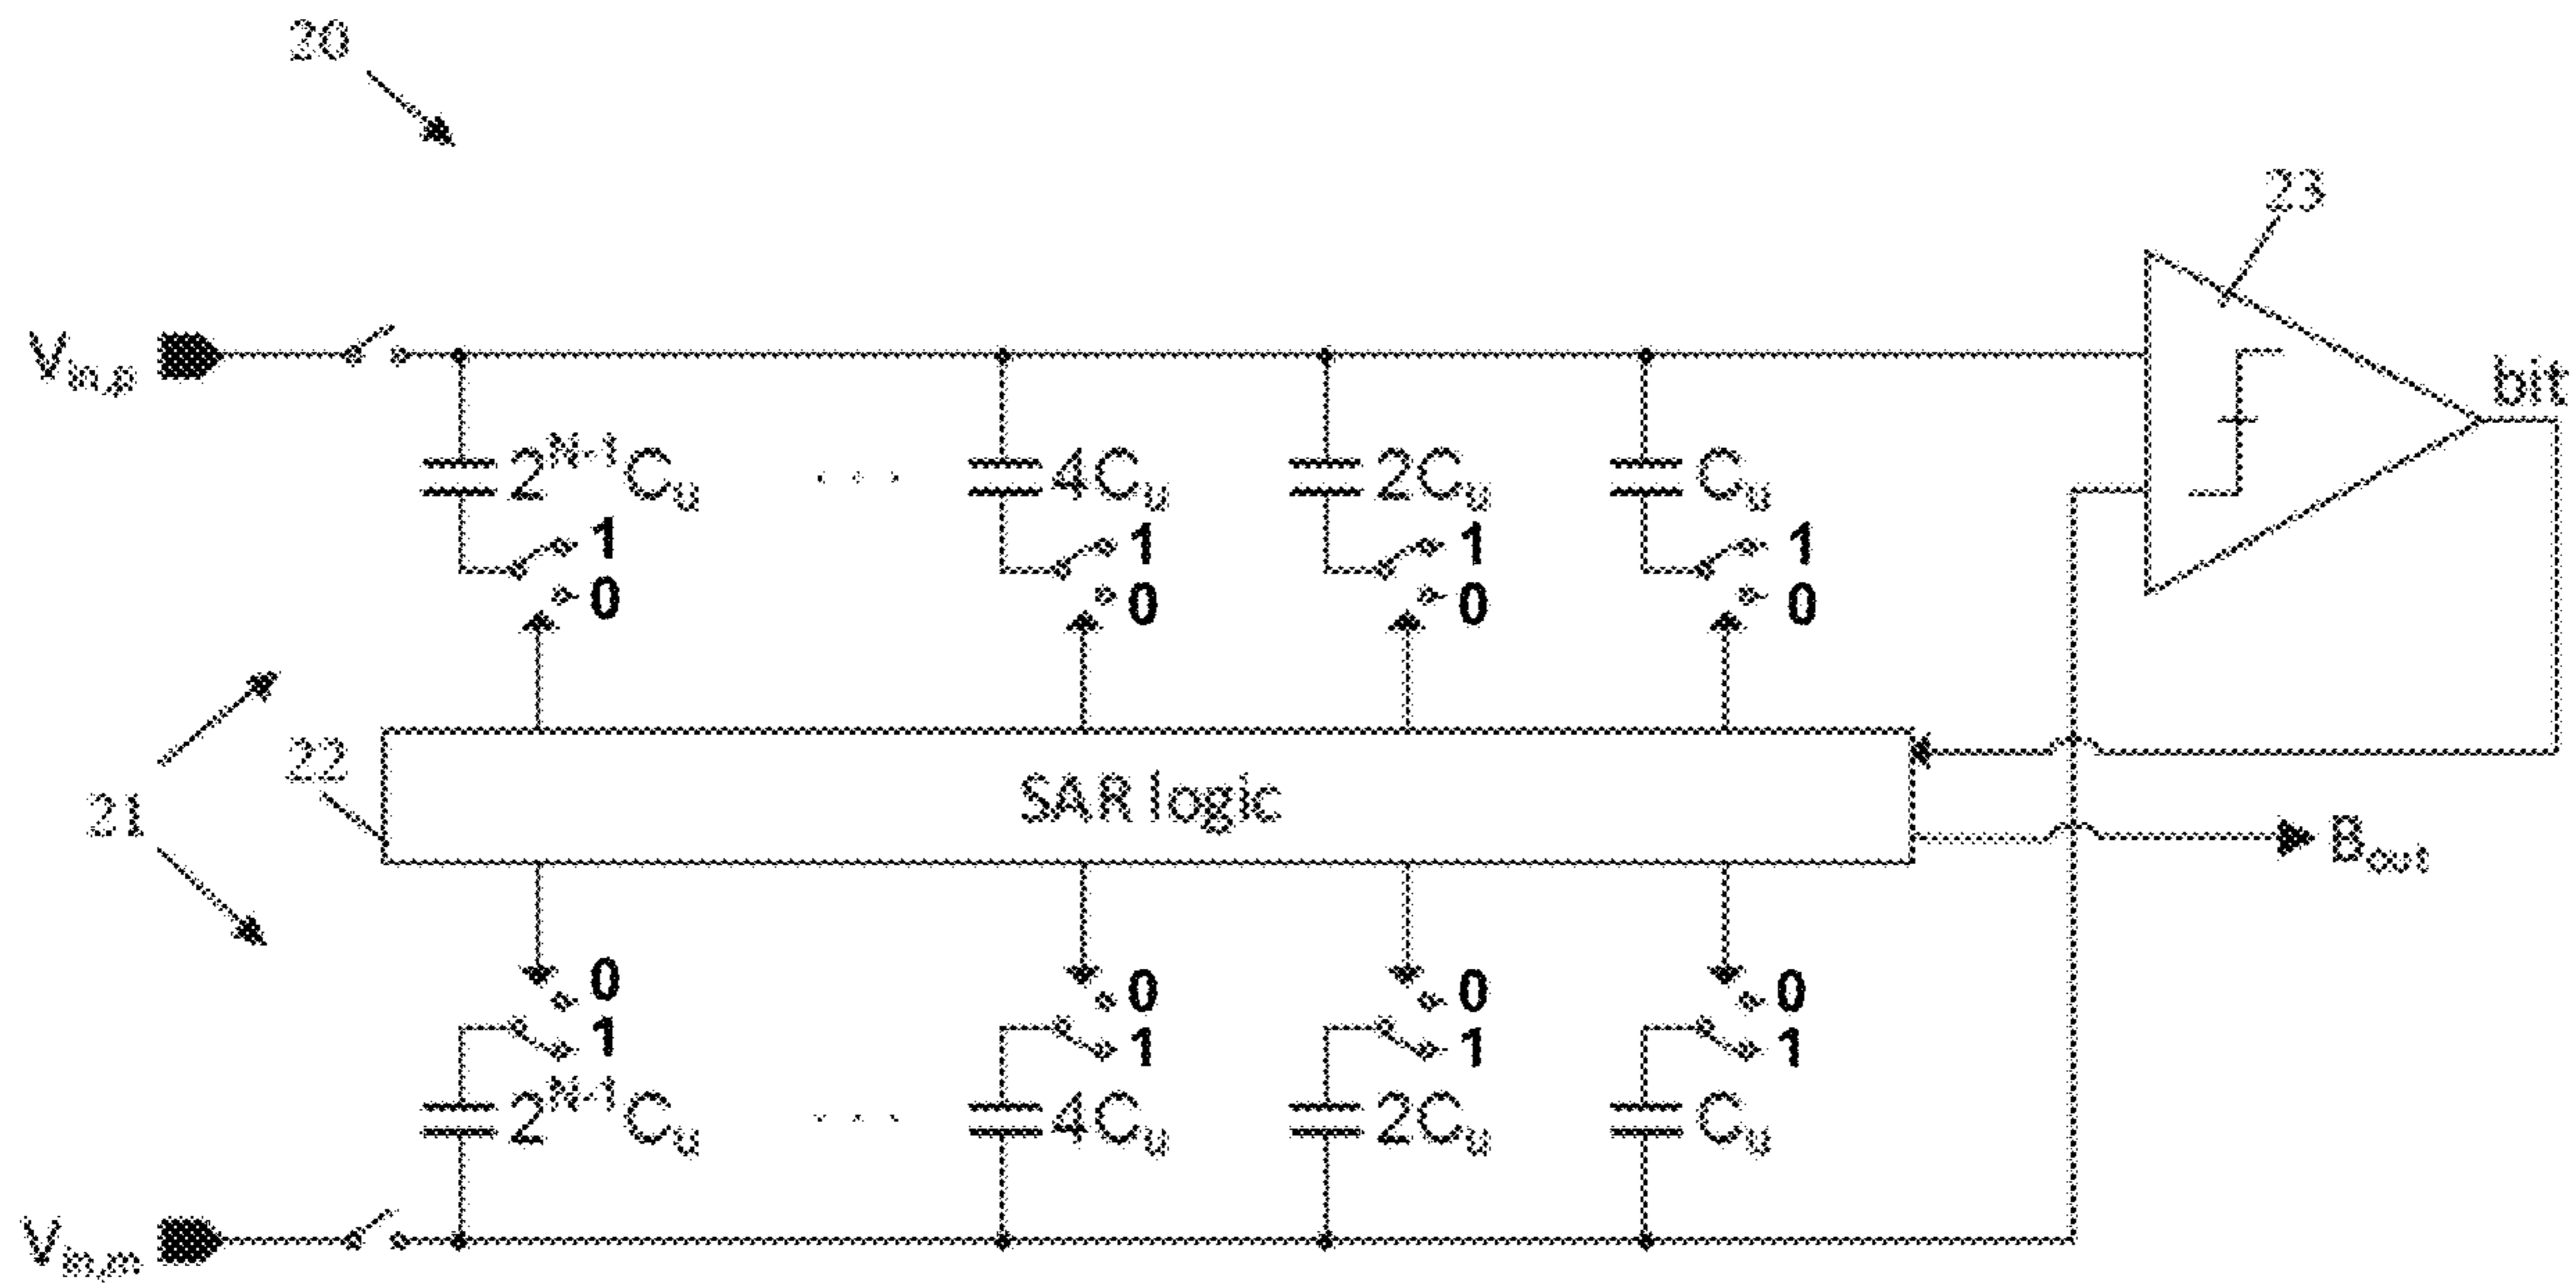 20
23
V_in,p
bit
2^N-1 C_u ... 4C_u 2C_u C_u
1 1 1 1
0 0 0 0
21
22
SAR logic
B_out
0 0 0 0
1 1 1 1
2^N-1 C_u ... 4C_u 2C_u C_u
V_in,m